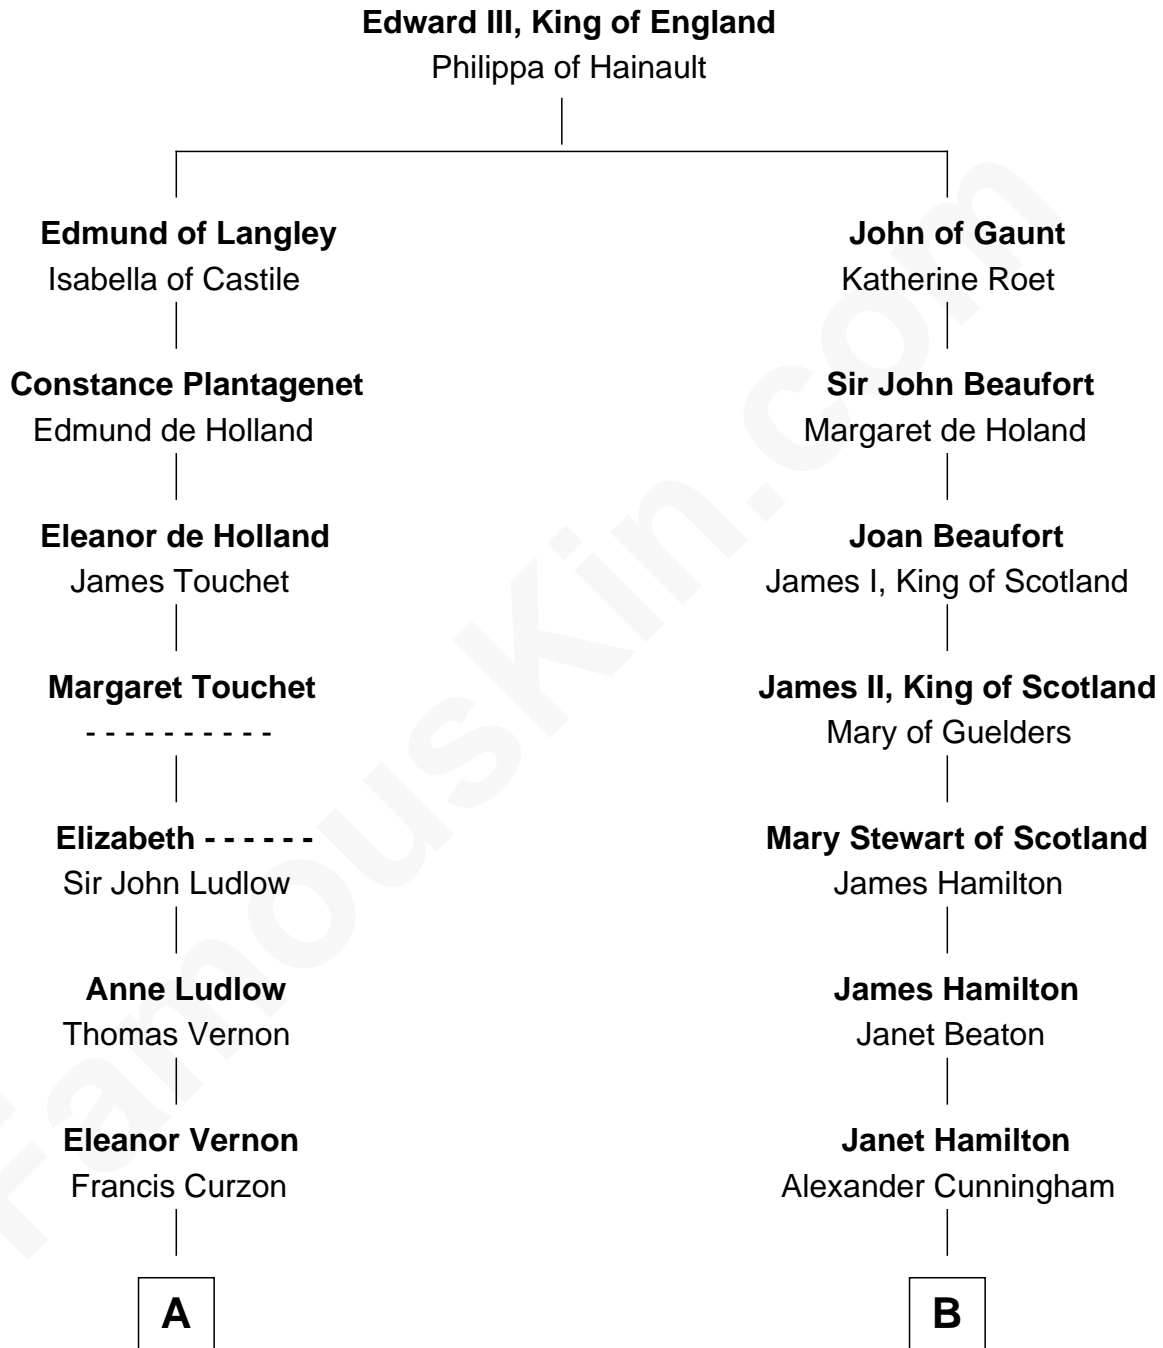 Edward III, King of England
Philippa of Hainault
Edmund of Langley
Isabella of Castile
John of Gaunt
Katherine Roet
Constance Plantagenet
Edmund de Holland
Sir John Beaufort
Margaret de Holand
Eleanor de Holland
James Touchet
Joan Beaufort
James I, King of Scotland
Margaret Touchet
- - - - - - - - - -
James II, King of Scotland
Mary of Guelders
Elizabeth - - - - - -
Sir John Ludlow
Mary Stewart of Scotland
James Hamilton
Anne Ludlow
Thomas Vernon
James Hamilton
Janet Beaton
Eleanor Vernon
Francis Curzon
Janet Hamilton
Alexander Cunningham
A
B
FamousKin.com